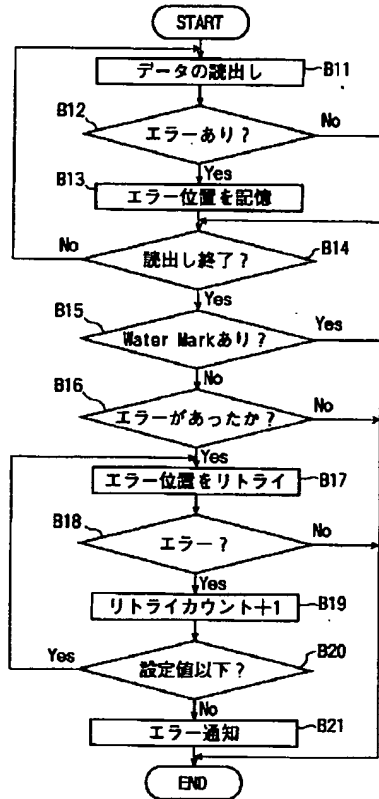 START
データの読出し
B11
B12
エラーあり?
No
Yes
B13
エラー位置を記憶
No
読出し終了?
B14
Yes
B15
Water Markあり?
Yes
No
B16
エラーがあったか?
No
Yes
エラー位置をリトライ
B17
B18
エラー?
No
Yes
リトライカウント+1
B19
Yes
設定値以下?
B20
No
エラー通知
B21
END